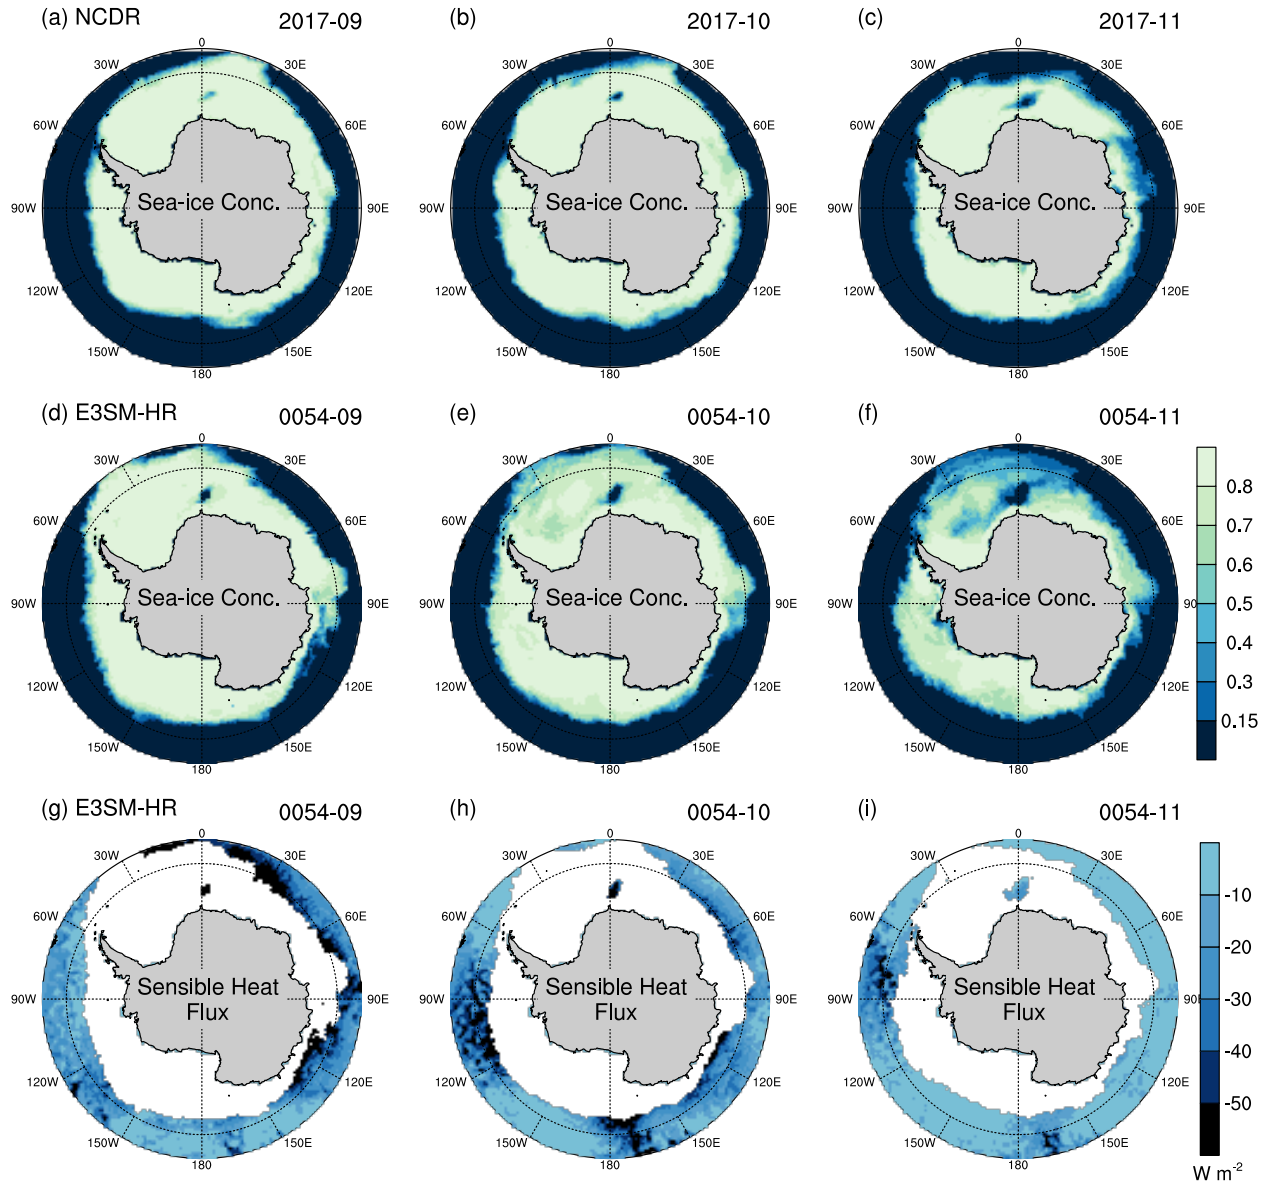 (a) NCDR 2017-09
(b) 2017-10
(c) 2017-11
0 30E 60E 90E 120E 150E 180 150W 120W 90W 60W 30W
Sea-ice Conc.
0 30E 60E 90E 120E 150E 180 150W 120W 90W 60W 30W
Sea-ice Conc.
0 30E 60E 90E 120E 150E 180 150W 120W 90W 60W 30W
Sea-ice Conc.
(d) E3SM-HR 0054-09
(e) 0054-10
(f) 0054-11
0 30E 60E 90E 120E 150E 180 150W 120W 90W 60W 30W
Sea-ice Conc.
0 30E 60E 90E 120E 150E 180 150W 120W 90W 60W 30W
Sea-ice Conc.
0 30E 60E 90E 120E 150E 180 150W 120W 90W 60W 30W
Sea-ice Conc.
0.8
0.7
0.6
0.5
0.4
0.3
0.15
(g) E3SM-HR 0054-09
(h) 0054-10
(i) 0054-11
0 30E 60E 90E 120E 150E 180 150W 120W 90W 60W 30W
Sensible Heat
Flux
0 30E 60E 90E 120E 150E 180 150W 120W 90W 60W 30W
Sensible Heat
Flux
0 30E 60E 90E 120E 150E 180 150W 120W 90W 60W 30W
Sensible Heat
Flux
-10
-20
-30
-40
-50
W m⁻²